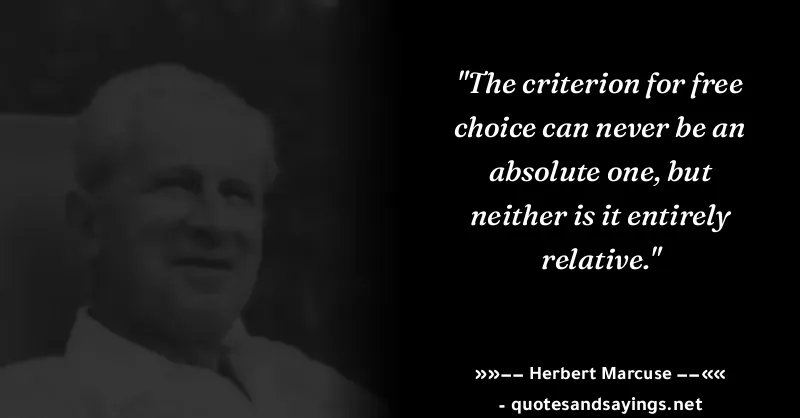 "The criterion for free
choice can never be an
absolute one, but
neither is it entirely
relative."
»»–– Herbert Marcuse ––««
- quotesandsayings.net